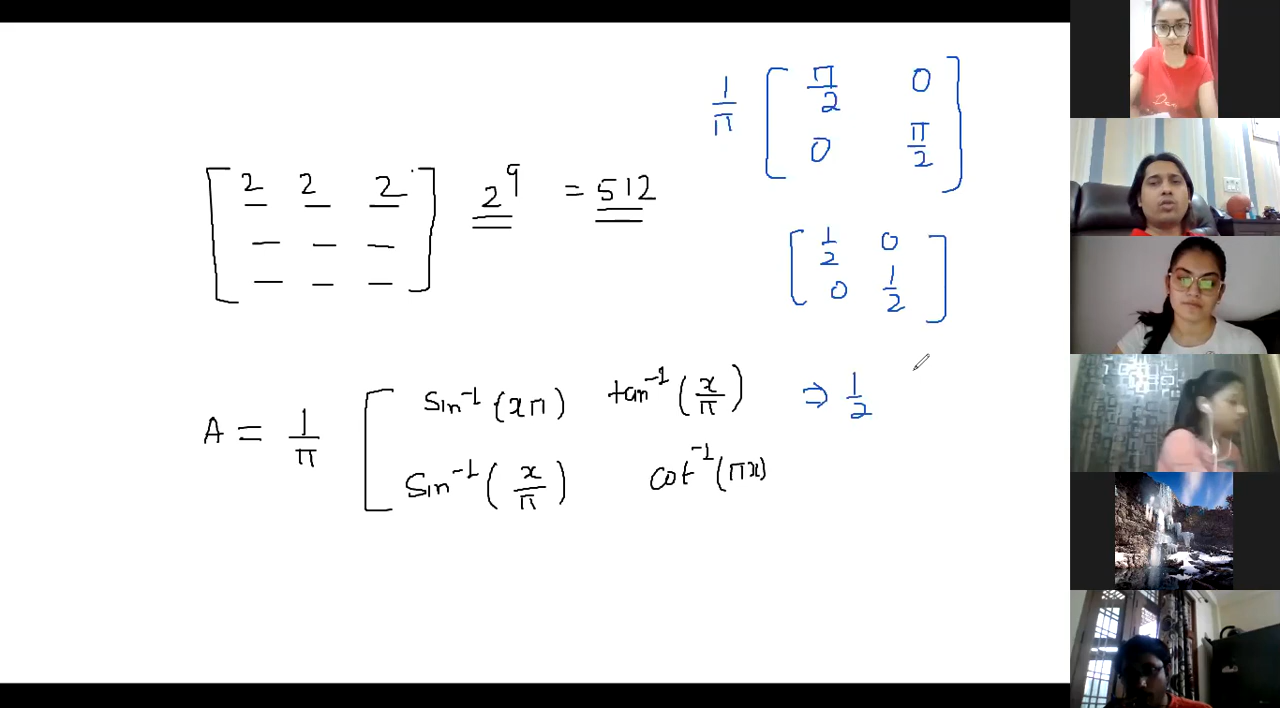 [ 2 2 2 ] 2^9 = 512
[ _ _ _ ]
[ _ _ _ ]
1/π [ π/2 0 ]
[ 0 π/2 ]
[ 1/2 0 ]
[ 0 1/2 ]
A = 1/π [ sin⁻¹(xπ) tan⁻¹(x/π) ⇒ 1/2
sin⁻¹(x/π) cot⁻¹(πx)